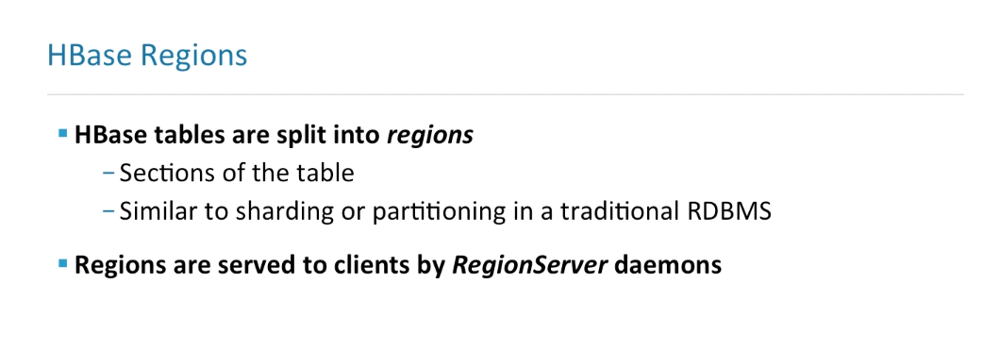 HBase Regions
▪ HBase tables are split into regions
– Sections of the table
– Similar to sharding or partitioning in a traditional RDBMS
▪ Regions are served to clients by RegionServer daemons